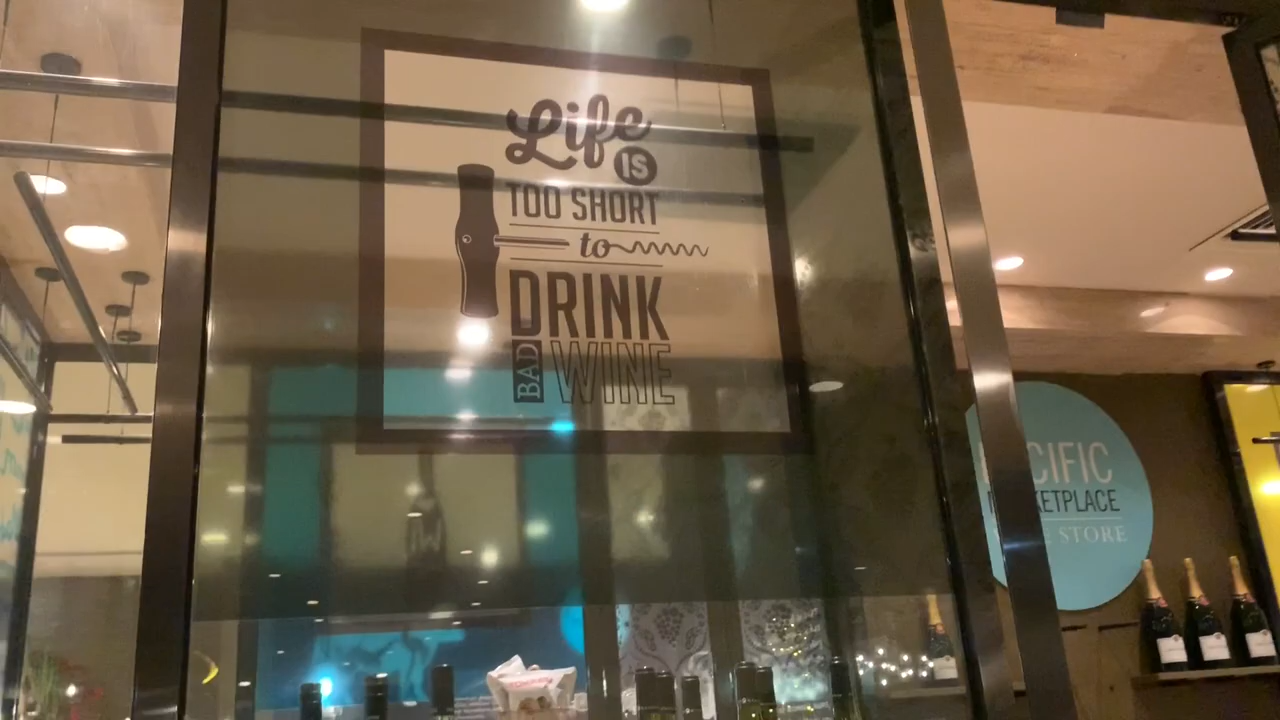 Life
IS
TOO SHORT
to
DRINK
BAD WINE
CIFIC
KETPLACE
STORE